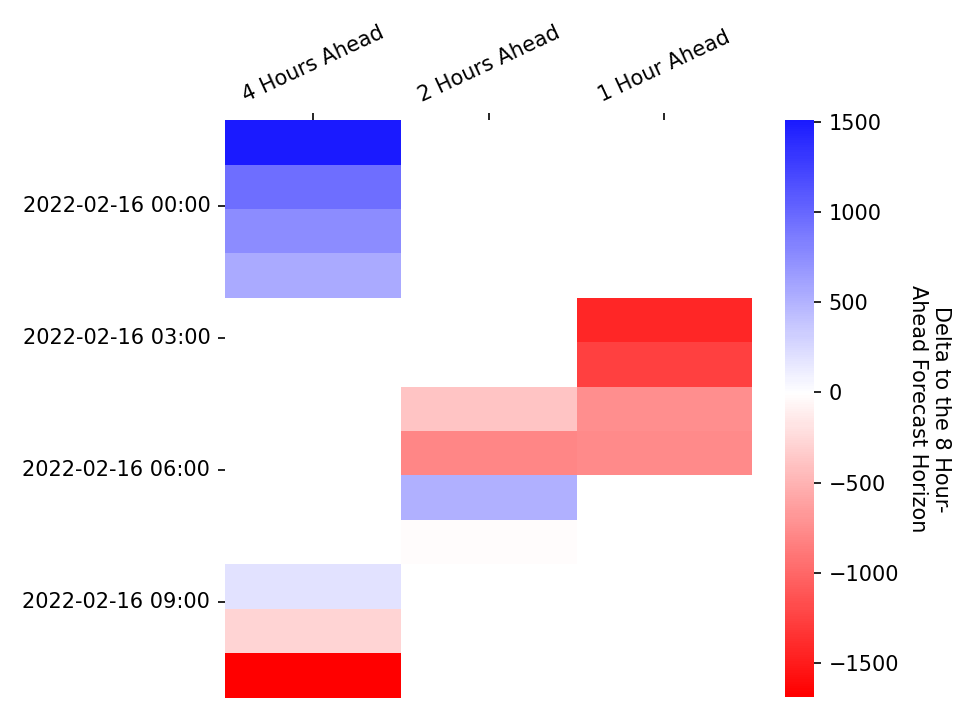 4 Hours Ahead
2 Hours Ahead
1 Hour Ahead
2022-02-16 00:00
2022-02-16 03:00
2022-02-16 06:00
2022-02-16 09:00
1500
1000
500
0
−500
−1000
−1500
Delta to the 8 Hour-
Ahead Forecast Horizon